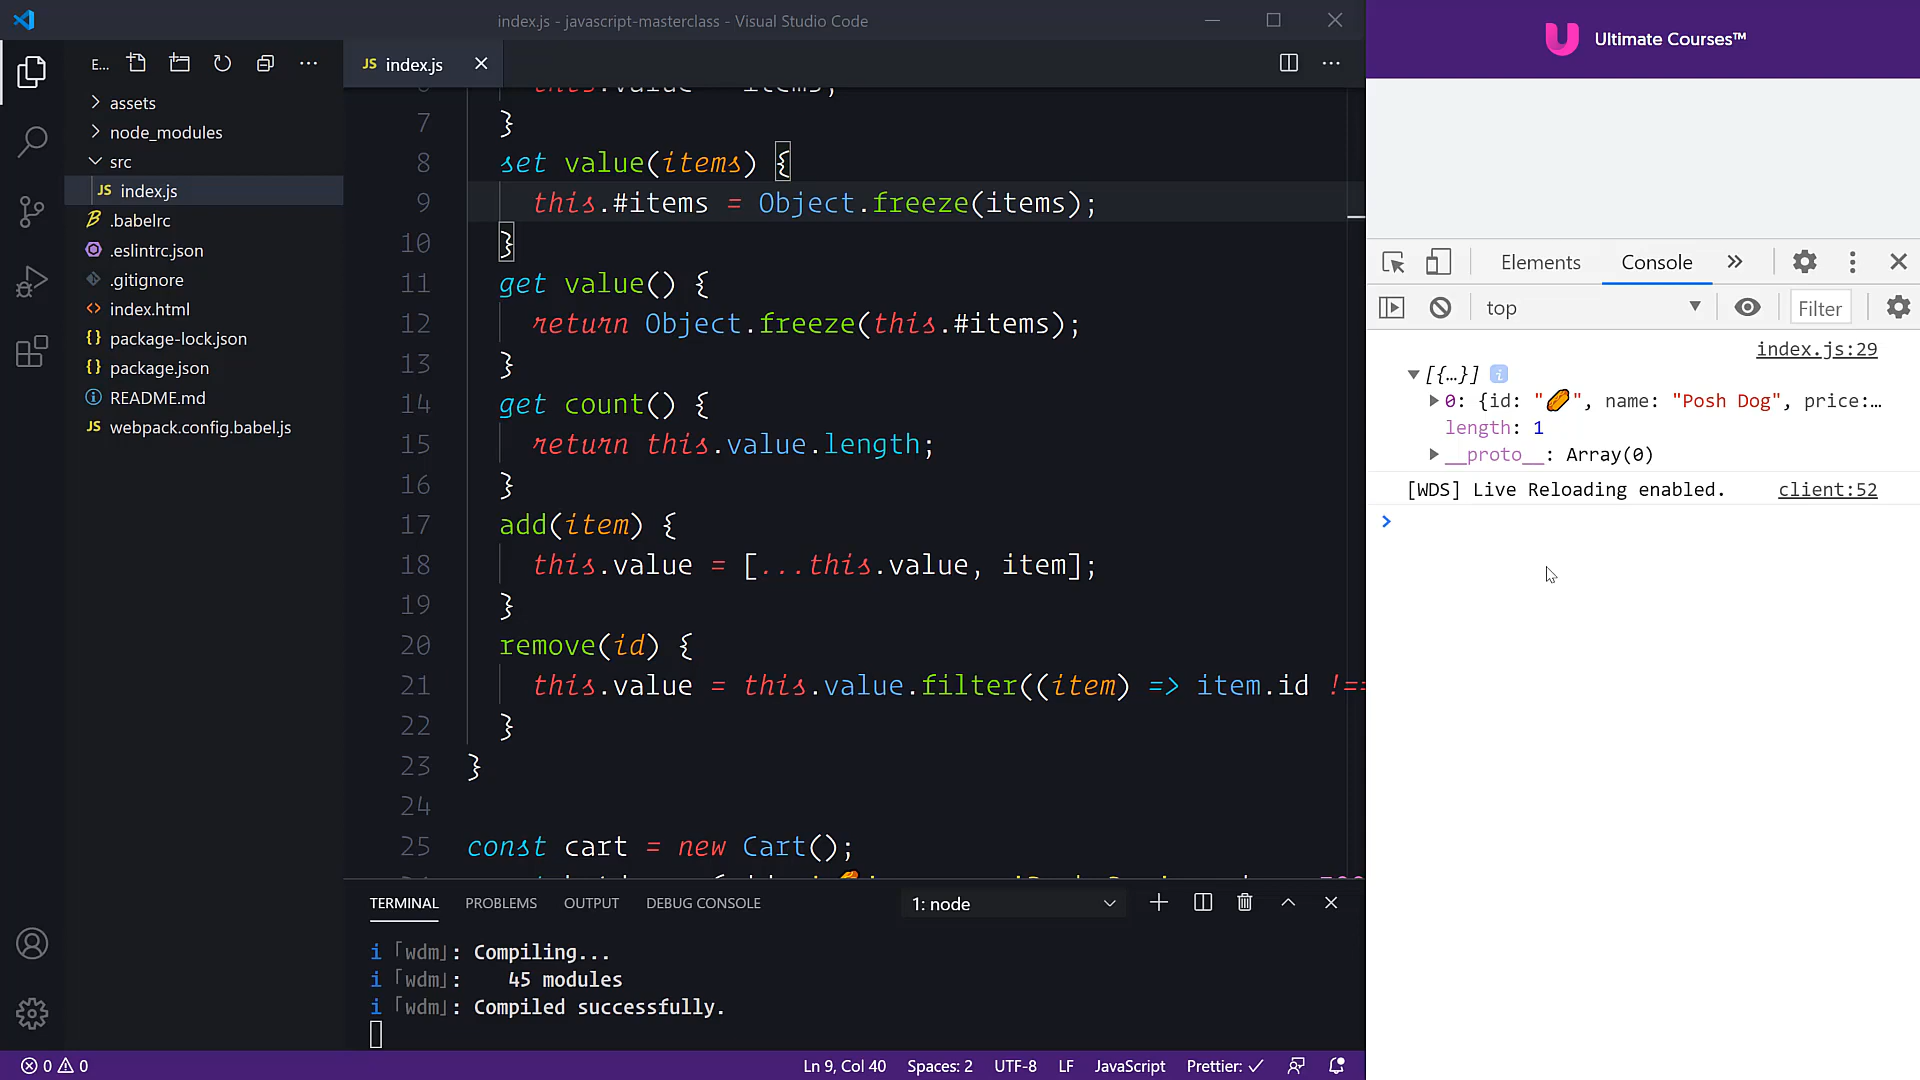 index.js - javascript-masterclass - Visual Studio Code
Ultimate Courses™
E...
JS index.js
assets
node_modules
src
JS index.js
.babelrc
.eslintrc.json
.gitignore
index.html
package-lock.json
package.json
README.md
JS webpack.config.babel.js
7 }
8 set value(items) {
9 this.#items = Object.freeze(items);
10 }
11 get value() {
12 return Object.freeze(this.#items);
13 }
14 get count() {
15 return this.value.length;
16 }
17 add(item) {
18 this.value = [...this.value, item];
19 }
20 remove(id) {
21 this.value = this.value.filter((item) => item.id !==
22 }
23 }
24
25 const cart = new Cart();
TERMINAL PROBLEMS OUTPUT DEBUG CONSOLE 1: node
i 「wdm」: Compiling...
i 「wdm」: 45 modules
i 「wdm」: Compiled successfully.
0 0 Ln 9, Col 40 Spaces: 2 UTF-8 LF JavaScript Prettier: ✓
Elements Console »
top Filter
index.js:29
[{…}] i
0: {id: "🌭", name: "Posh Dog", price:…
length: 1
__proto__: Array(0)
[WDS] Live Reloading enabled. client:52
>